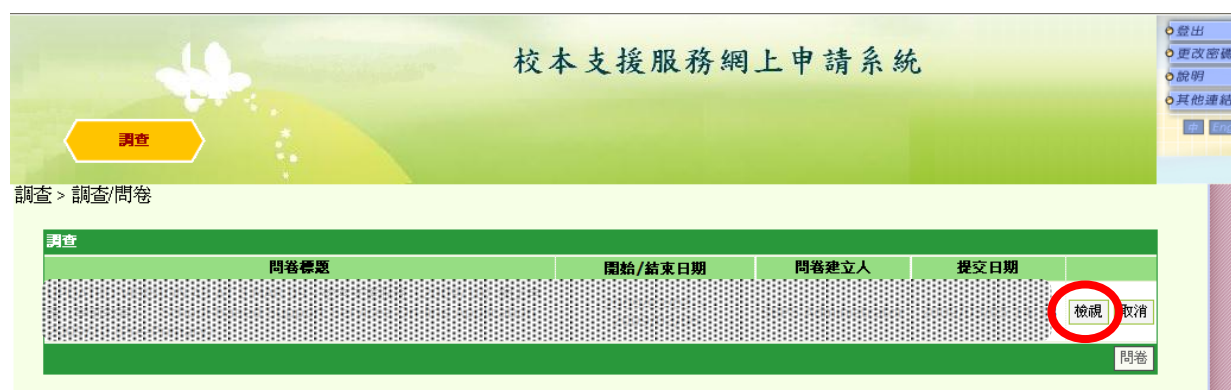 校本支援服務網上申請系統
登出
更改密碼
說明
其他連結
中 Eng
調查
調查 > 調查/問卷
調查
問卷標題 開始/結束日期 問卷建立人 提交日期
檢視 取消
問卷